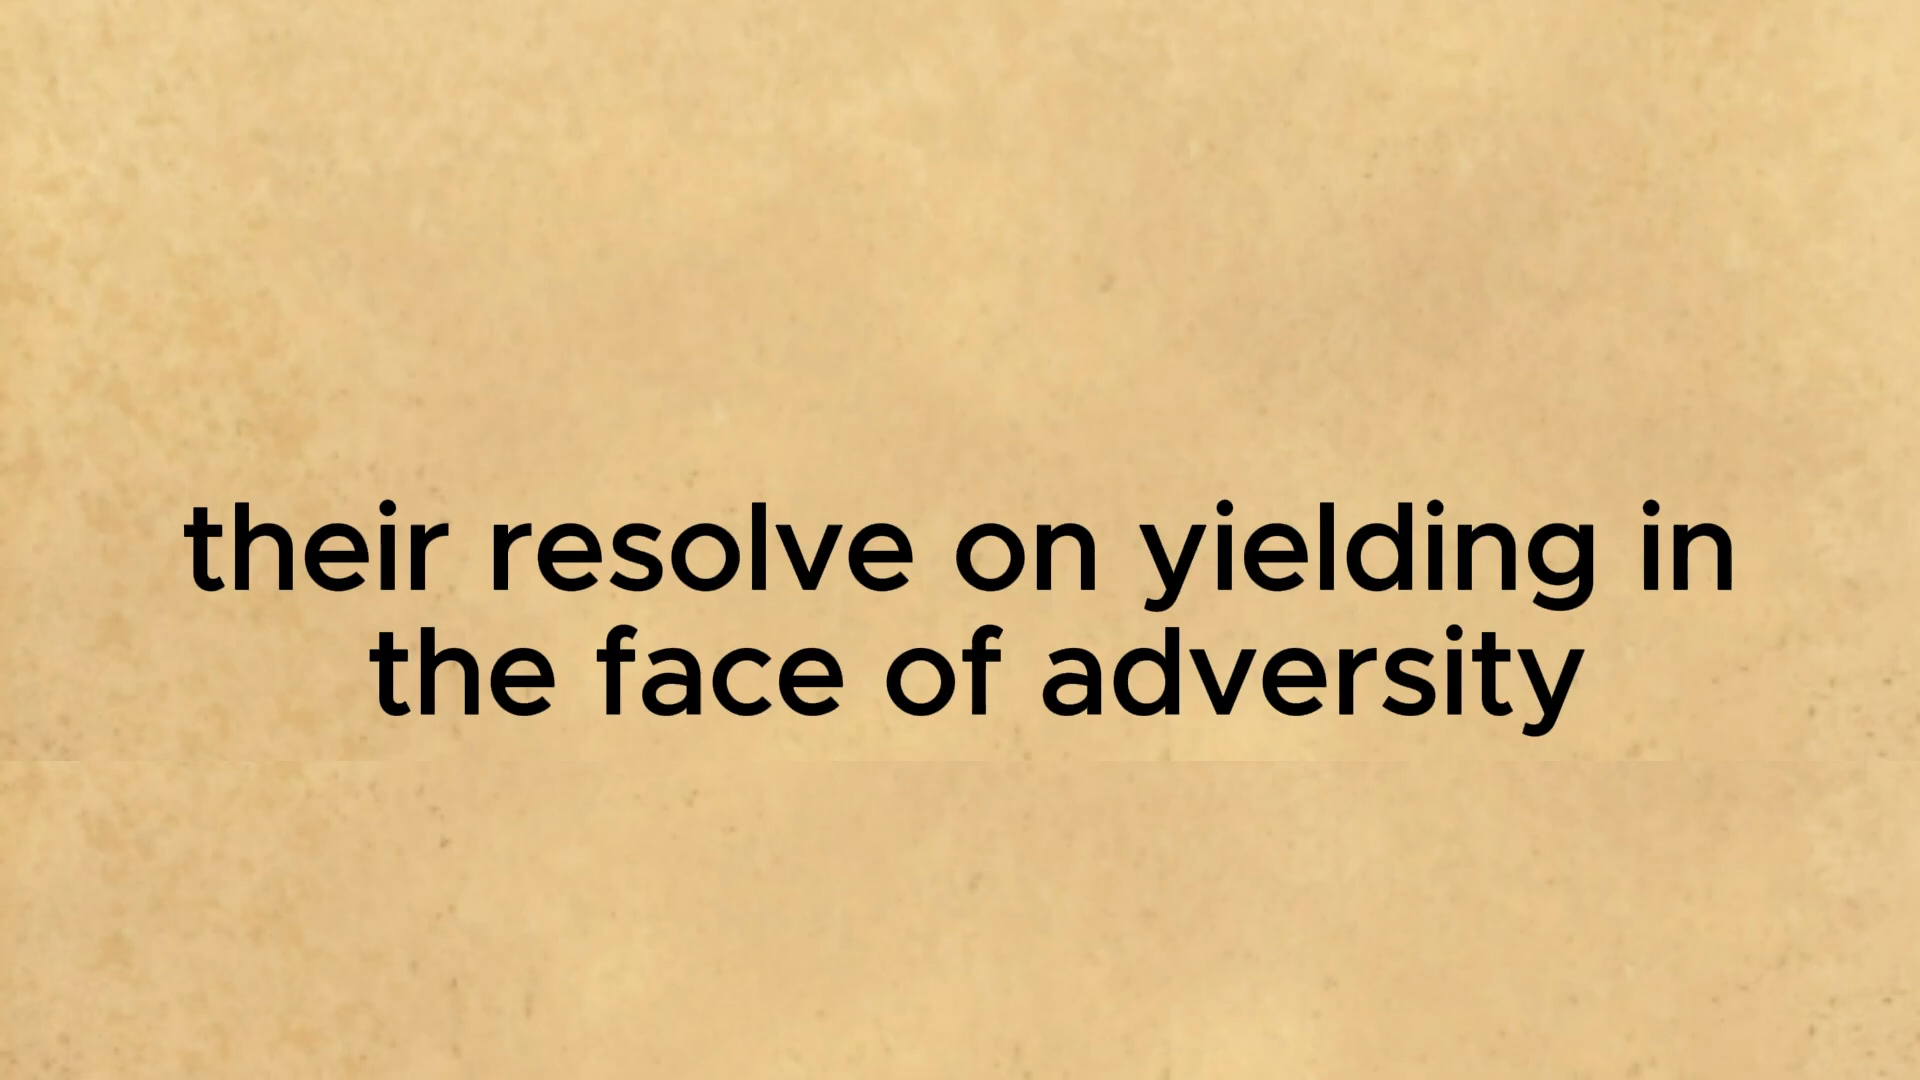 their resolve on yielding in
the face of adversity